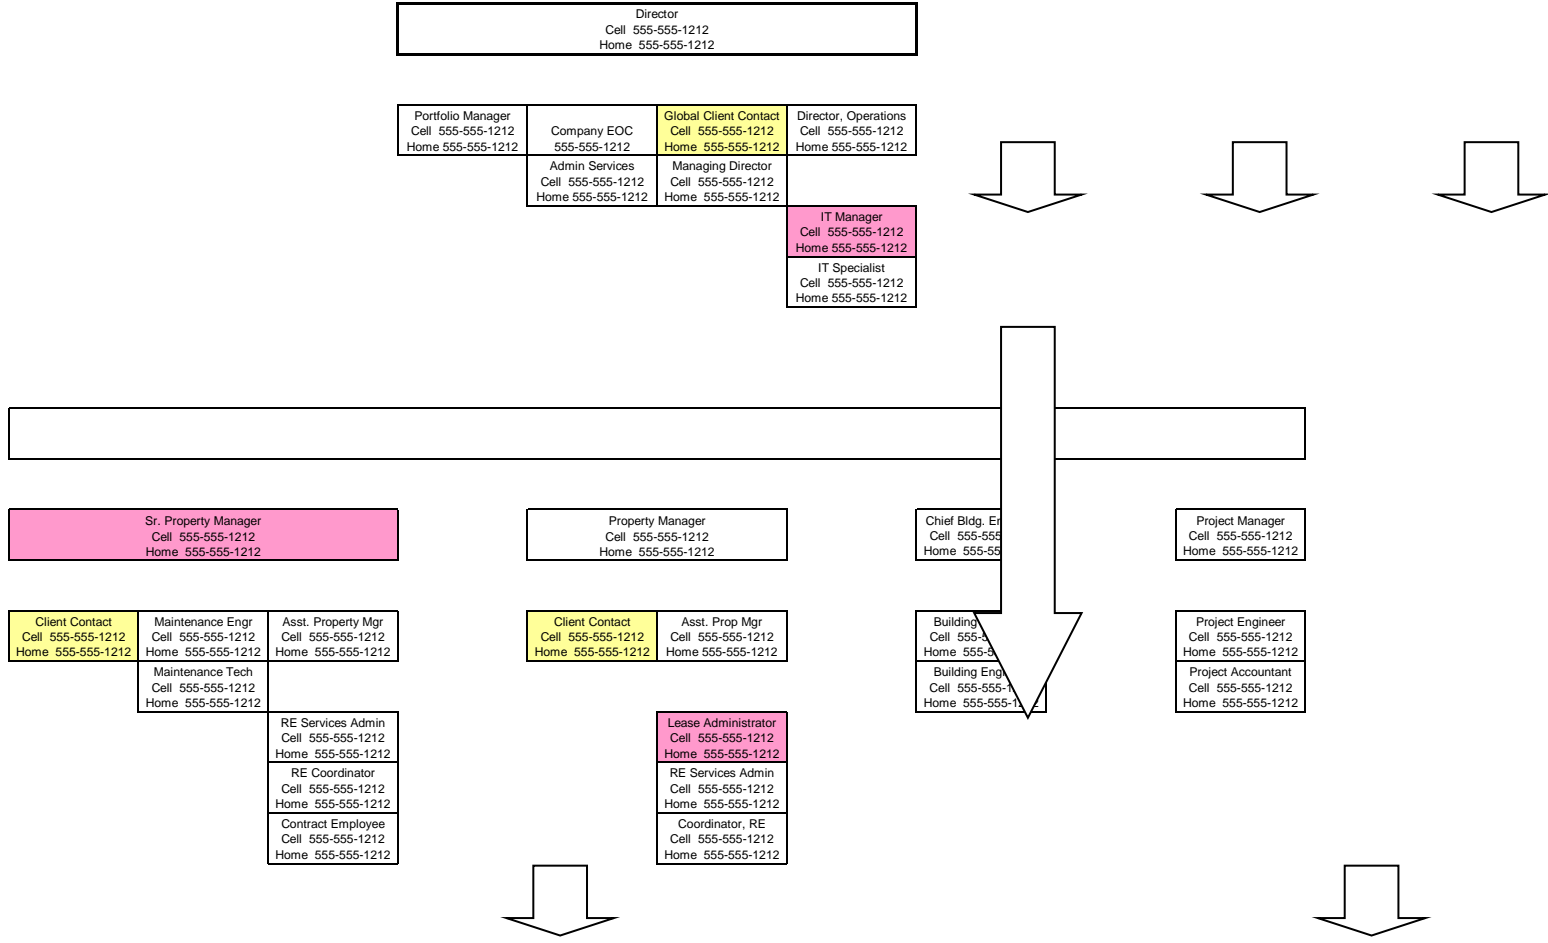 Director
Cell 555-555-1212
Home 555-555-1212
Portfolio Manager
Cell 555-555-1212
Home 555-555-1212
Company EOC
555-555-1212
Global Client Contact
Cell 555-555-1212
Home 555-555-1212
Director, Operations
Cell 555-555-1212
Home 555-555-1212
Admin Services
Cell 555-555-1212
Home 555-555-1212
Managing Director
Cell 555-555-1212
Home 555-555-1212
IT Manager
Cell 555-555-1212
Home 555-555-1212
IT Specialist
Cell 555-555-1212
Home 555-555-1212
Sr. Property Manager
Cell 555-555-1212
Home 555-555-1212
Property Manager
Cell 555-555-1212
Home 555-555-1212
Chief Bldg.
Cell
Home
Project Manager
Cell 555-555-1212
Home 555-555-1212
Client Contact
Cell 555-555-1212
Home 555-555-1212
Maintenance Engr
Cell 555-555-1212
Home 555-555-1212
Asst. Property Mgr
Cell 555-555-1212
Home 555-555-1212
Client Contact
Cell 555-555-1212
Home 555-555-1212
Asst. Prop Mgr
Cell 555-555-1212
Home 555-555-1212
Building
Cell
Home
Project Engineer
Cell 555-555-1212
Home 555-555-1212
Maintenance Tech
Cell 555-555-1212
Home 555-555-1212
Building
Cell
Home
Project Accountant
Cell 555-555-1212
Home 555-555-1212
RE Services Admin
Cell 555-555-1212
Home 555-555-1212
Lease Administrator
Cell 555-555-1212
Home 555-555-1212
RE Coordinator
Cell 555-555-1212
Home 555-555-1212
RE Services Admin
Cell 555-555-1212
Home 555-555-1212
Contract Employee
Cell 555-555-1212
Home 555-555-1212
Coordinator, RE
Cell 555-555-1212
Home 555-555-1212